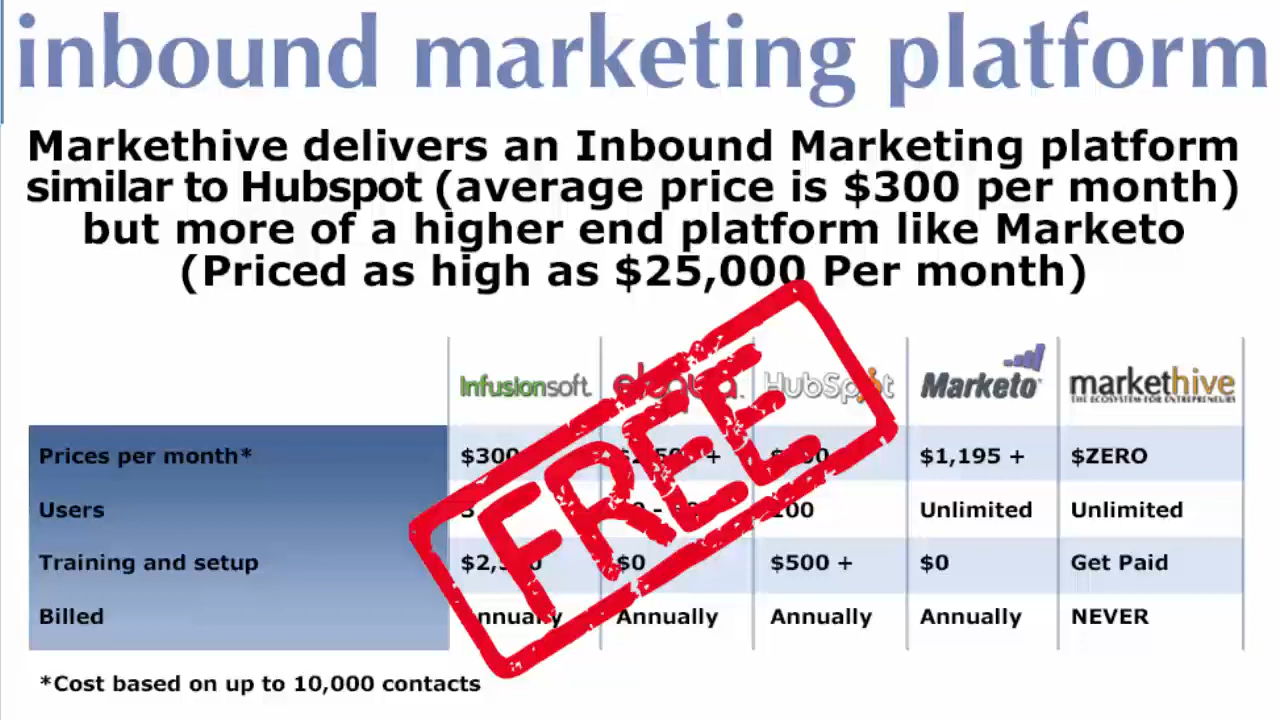 inbound marketing platform
Markethive delivers an Inbound Marketing platform
similar to Hubspot (average price is $300 per month)
but more of a higher end platform like Marketo
(Priced as high as $25,000 Per month)
Infusionsoft. HubSpot Marketo markethive
THE ECOSYSTEM FOR ENTREPRENEURS
FREE
Prices per month* $1,195 + $ZERO
Users Unlimited Unlimited
Training and setup $0 $500 + $0 Get Paid
Billed Annually Annually Annually Annually NEVER
*Cost based on up to 10,000 contacts